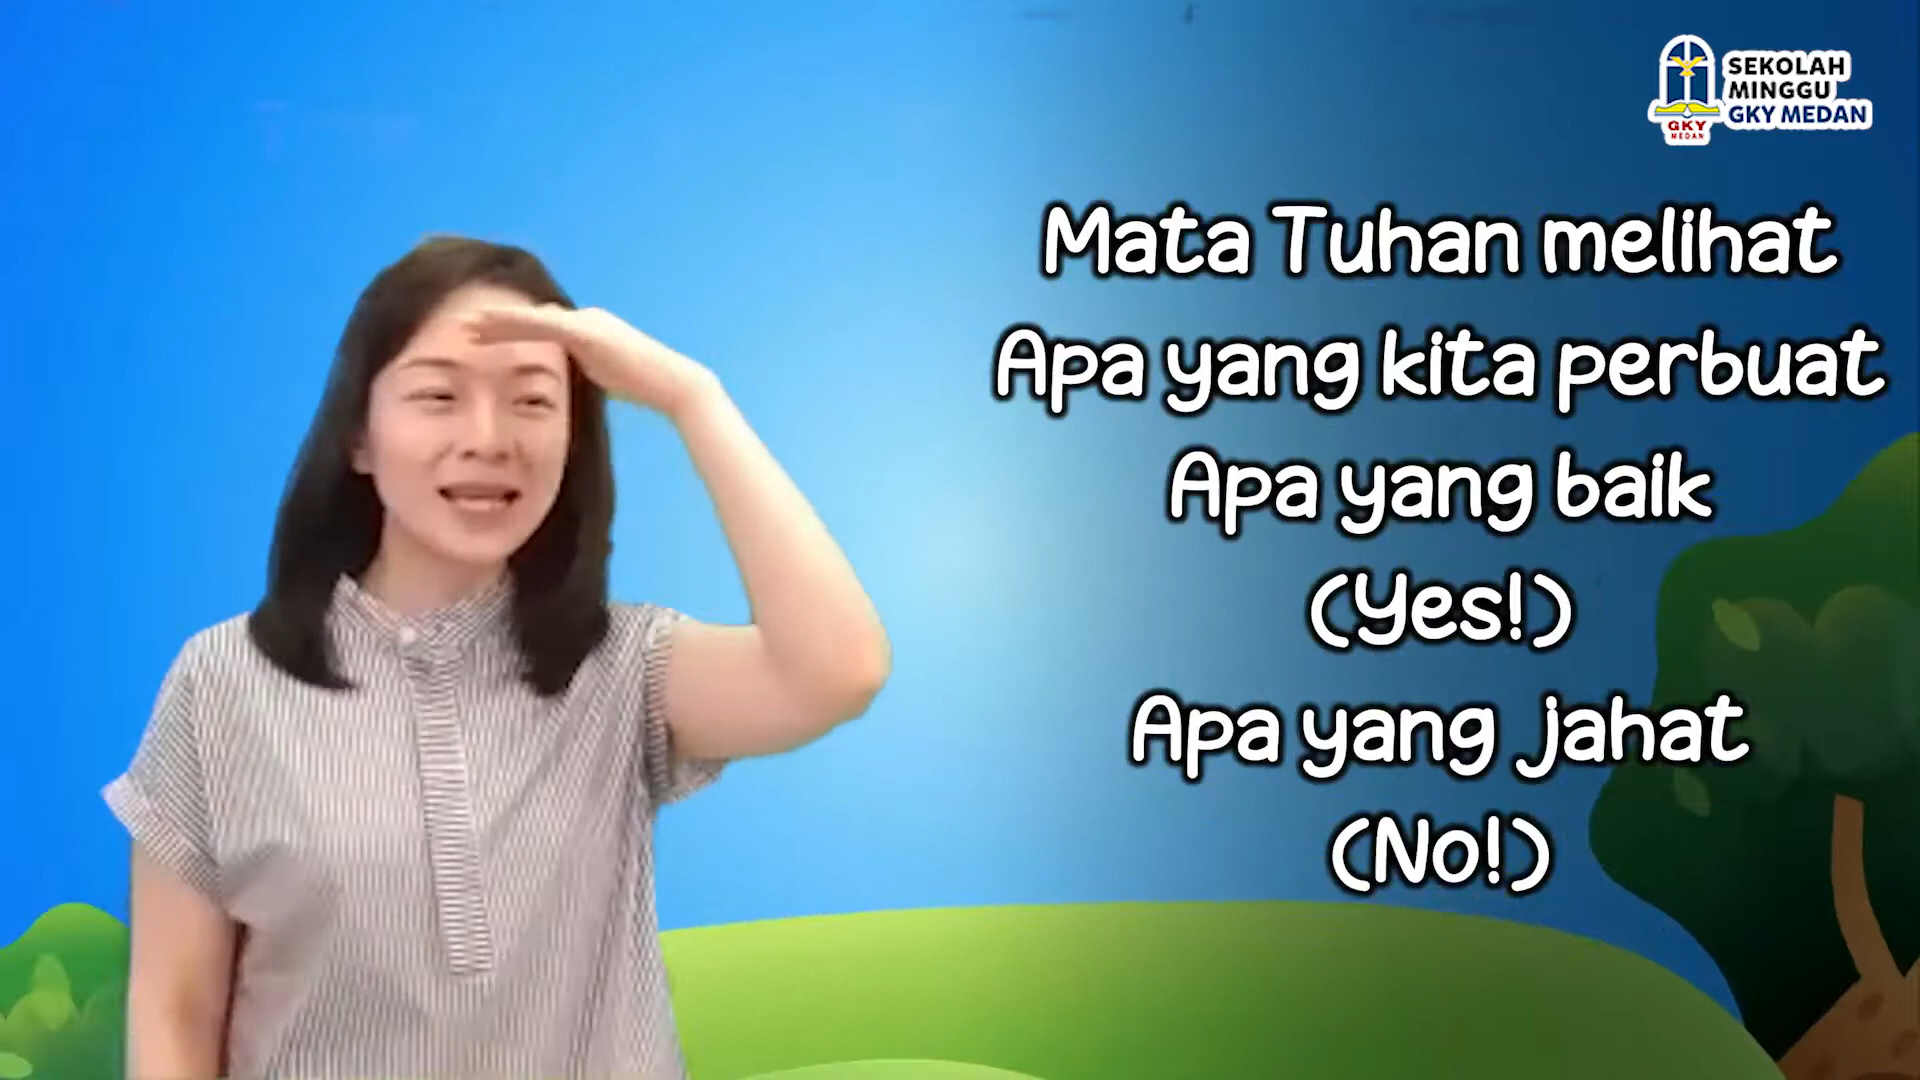 SEKOLAH
MINGGU
GKY MEDAN
GKY
MEDAN
Mata Tuhan melihat
Apa yang kita perbuat
Apa yang baik
(Yes!)
Apa yang jahat
(No!)